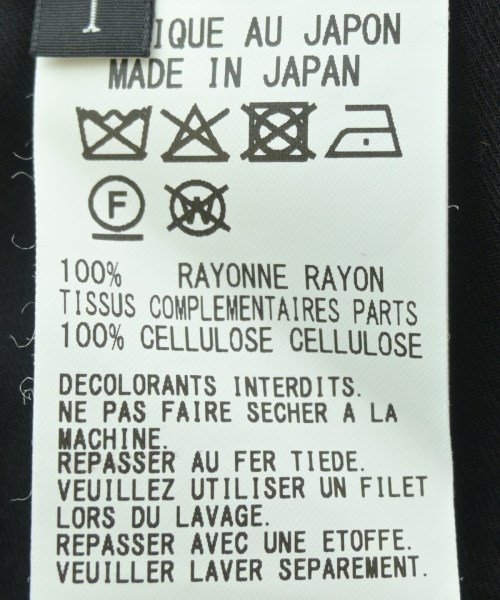 IQUE AU JAPON
MADE IN JAPAN
F
W
100% RAYONNE RAYON
TISSUS COMPLEMENTAIRES PARTS
100% CELLULOSE CELLULOSE
DECOLORANTS INTERDITS.
NE PAS FAIRE SECHER A LA
MACHINE.
REPASSER AU FER TIEDE.
VEUILLEZ UTILISER UN FILET
LORS DU LAVAGE.
REPASSER AVEC UNE ETOFFE.
VEUILLER LAVER SEPAREMENT.